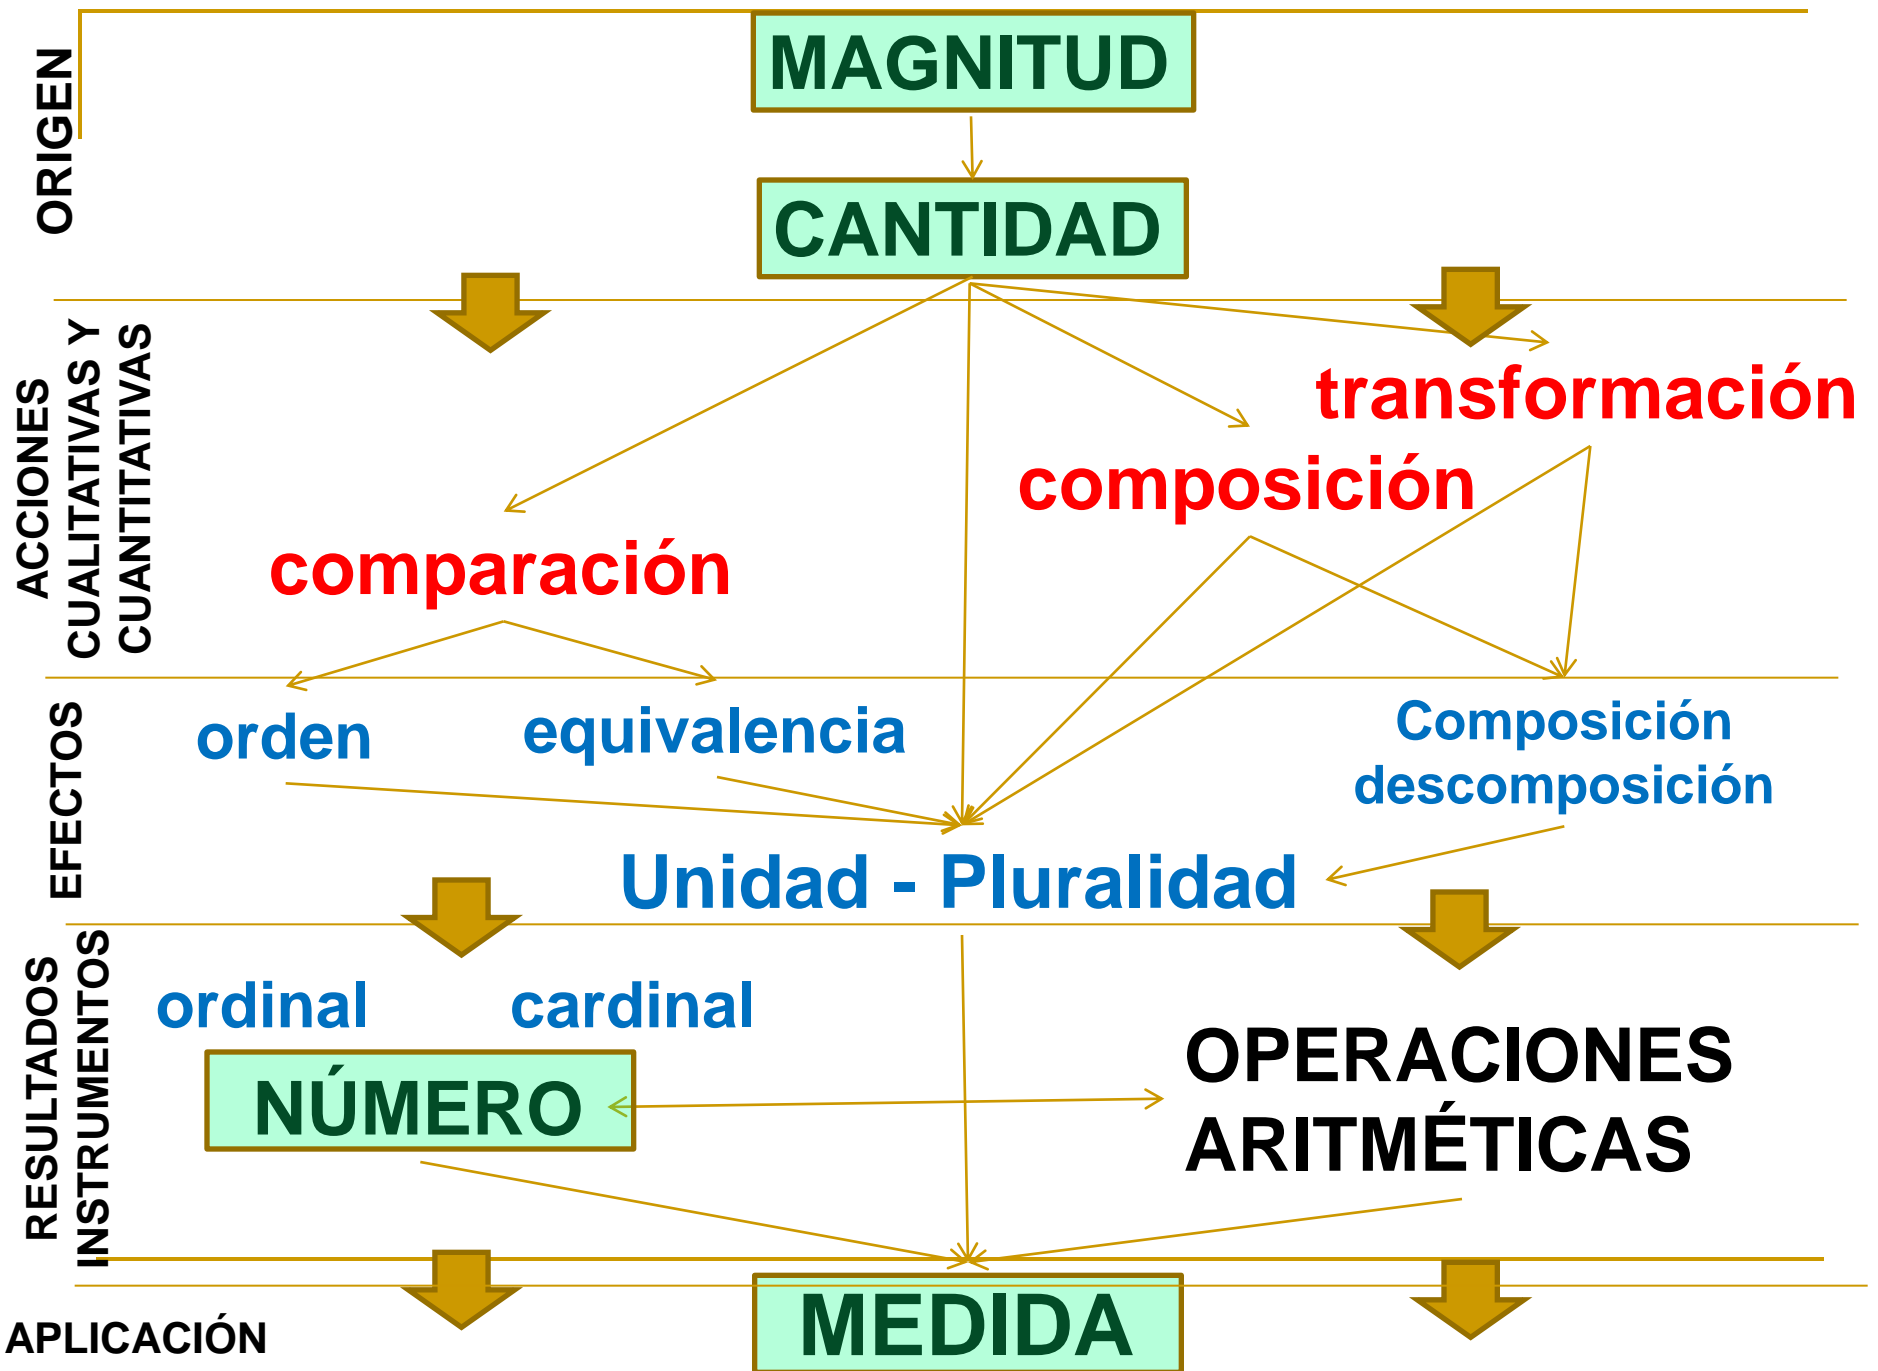 ORIGEN
MAGNITUD
CANTIDAD
ACCIONES
CUALITATIVAS Y
CUANTITATIVAS
transformación
composición
comparación
EFECTOS
orden
equivalencia
Composición
descomposición
Unidad - Pluralidad
RESULTADOS
INSTRUMENTOS
ordinal
cardinal
NÚMERO
OPERACIONES
ARITMÉTICAS
APLICACIÓN
MEDIDA